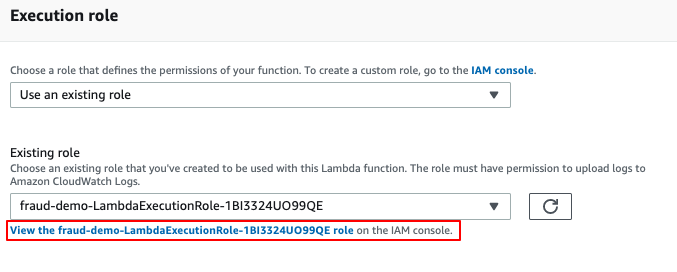 Execution role
Choose a role that defines the permissions of your function. To create a custom role, go to the IAM console.
Use an existing role
Existing role
Choose an existing role that you've created to be used with this Lambda function. The role must have permission to upload logs to
Amazon CloudWatch Logs.
fraud-demo-LambdaExecutionRole-1BI3324UO99QE
View the fraud-demo-LambdaExecutionRole-1BI3324UO99QE role on the IAM console.